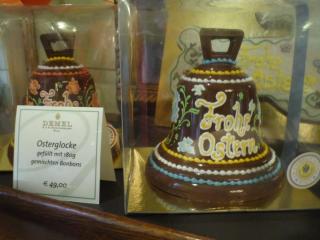 DEMEL
Osterglocke
gefüllt mit 180g
gemischten Bonbons
€ 49,00
Frohe
Ostern